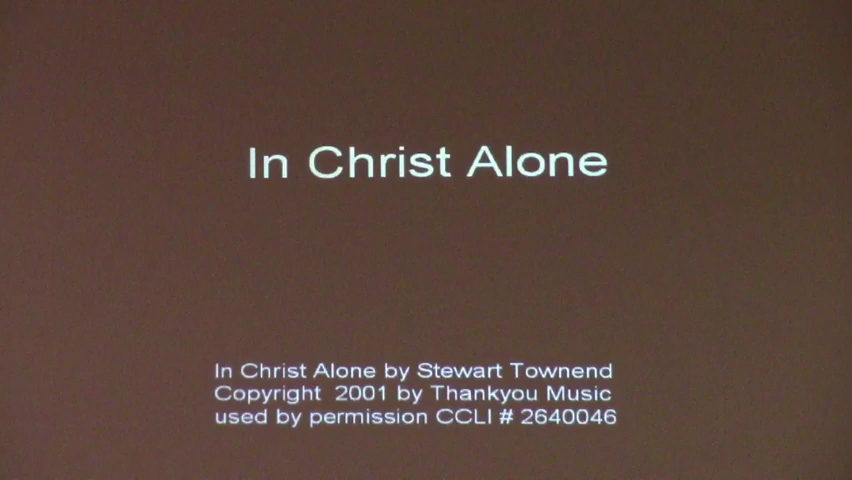 In Christ Alone
In Christ Alone by Stewart Townend
Copyright  2001 by Thankyou Music
used by permission CCLI # 2640046